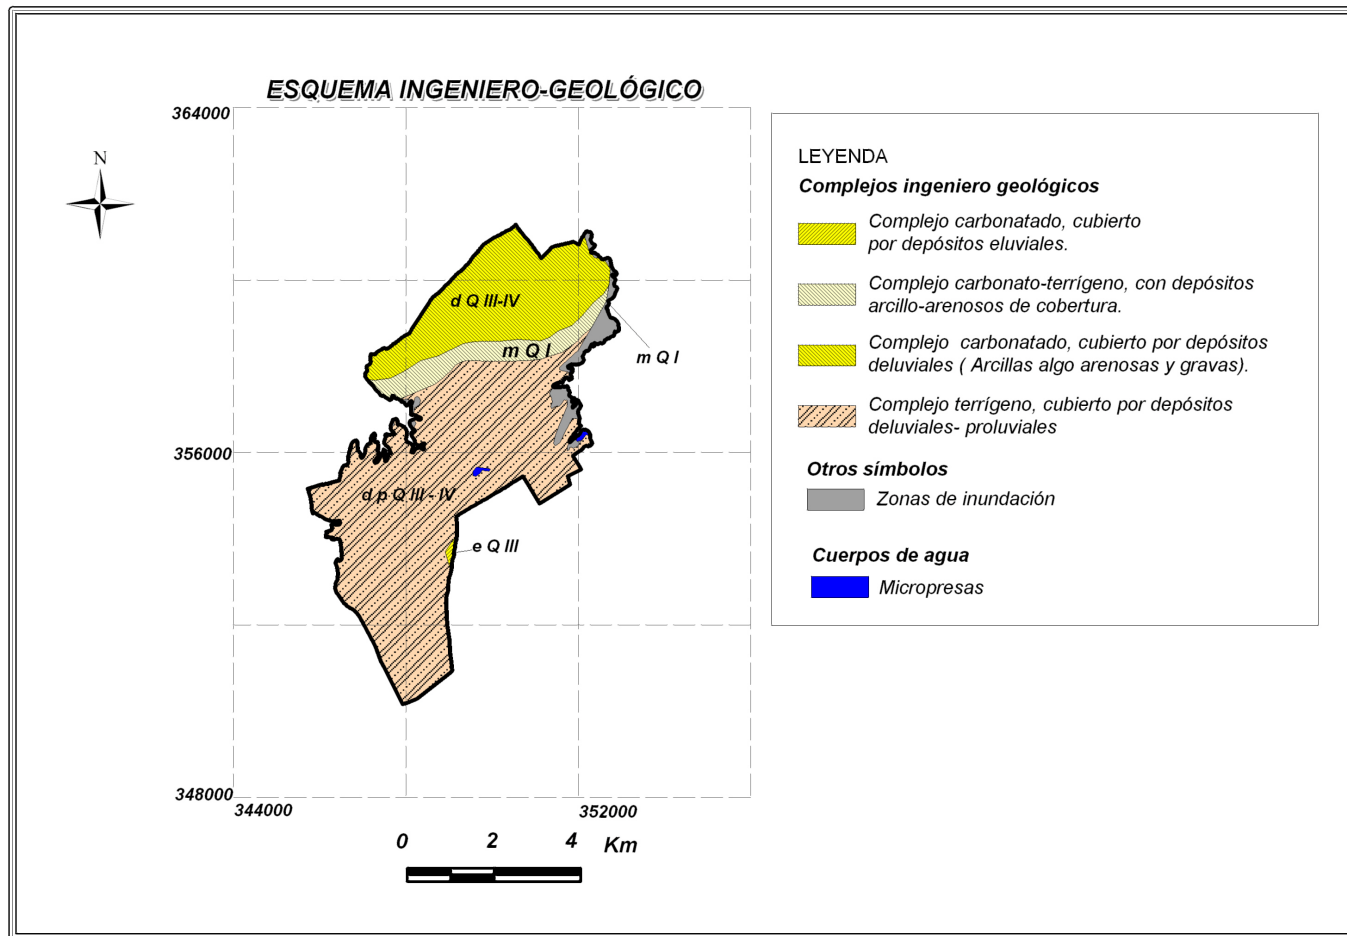 ESQUEMA INGENIERO-GEOLÓGICO
364000
N
d Q III-IV
m Q I
m Q I
356000
d p Q III - IV
e Q III
348000
344000
352000
0 2 4 Km
LEYENDA
Complejos ingeniero geológicos
Complejo carbonatado, cubierto
por depósitos eluviales.
Complejo carbonato-terrígeno, con depósitos
arcillo-arenosos de cobertura.
Complejo carbonatado, cubierto por depósitos
deluviales ( Arcillas algo arenosas y gravas).
Complejo terrígeno, cubierto por depósitos
deluviales- proluviales
Otros símbolos
Zonas de inundación
Cuerpos de agua
Micropresas